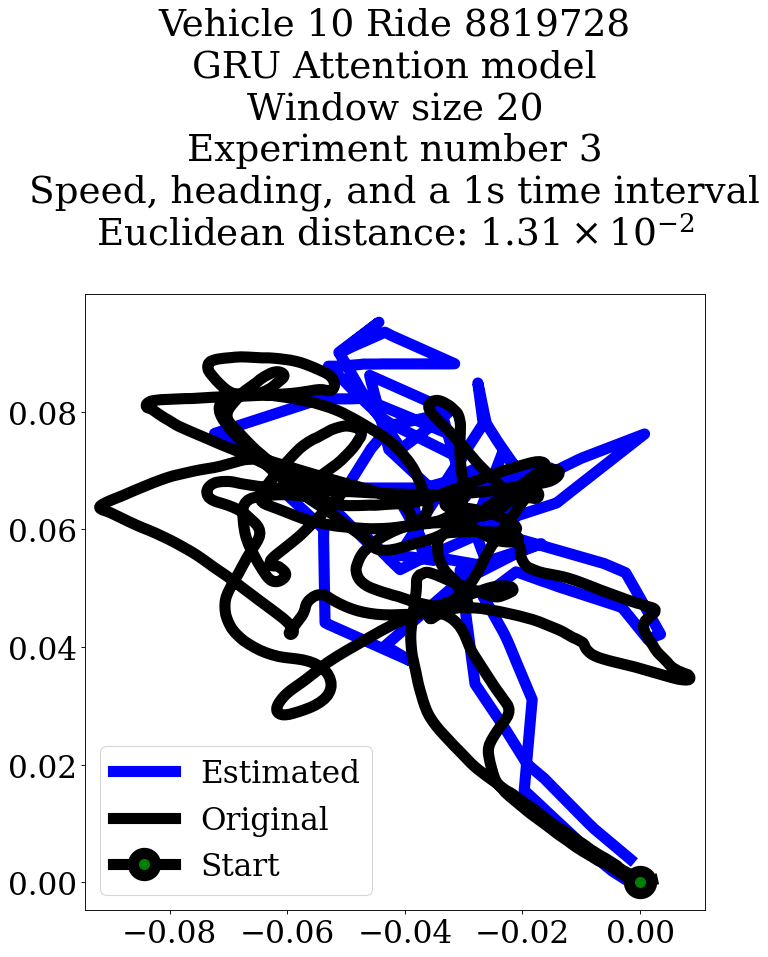 Vehicle 10 Ride 8819728
GRU Attention model
Window size 20
Experiment number 3
Speed, heading, and a 1s time interval
Euclidean distance: 1.31 × 10⁻²
0.08
0.06
0.04
0.02
0.00
Estimated
Original
Start
−0.08 −0.06 −0.04 −0.02 0.00